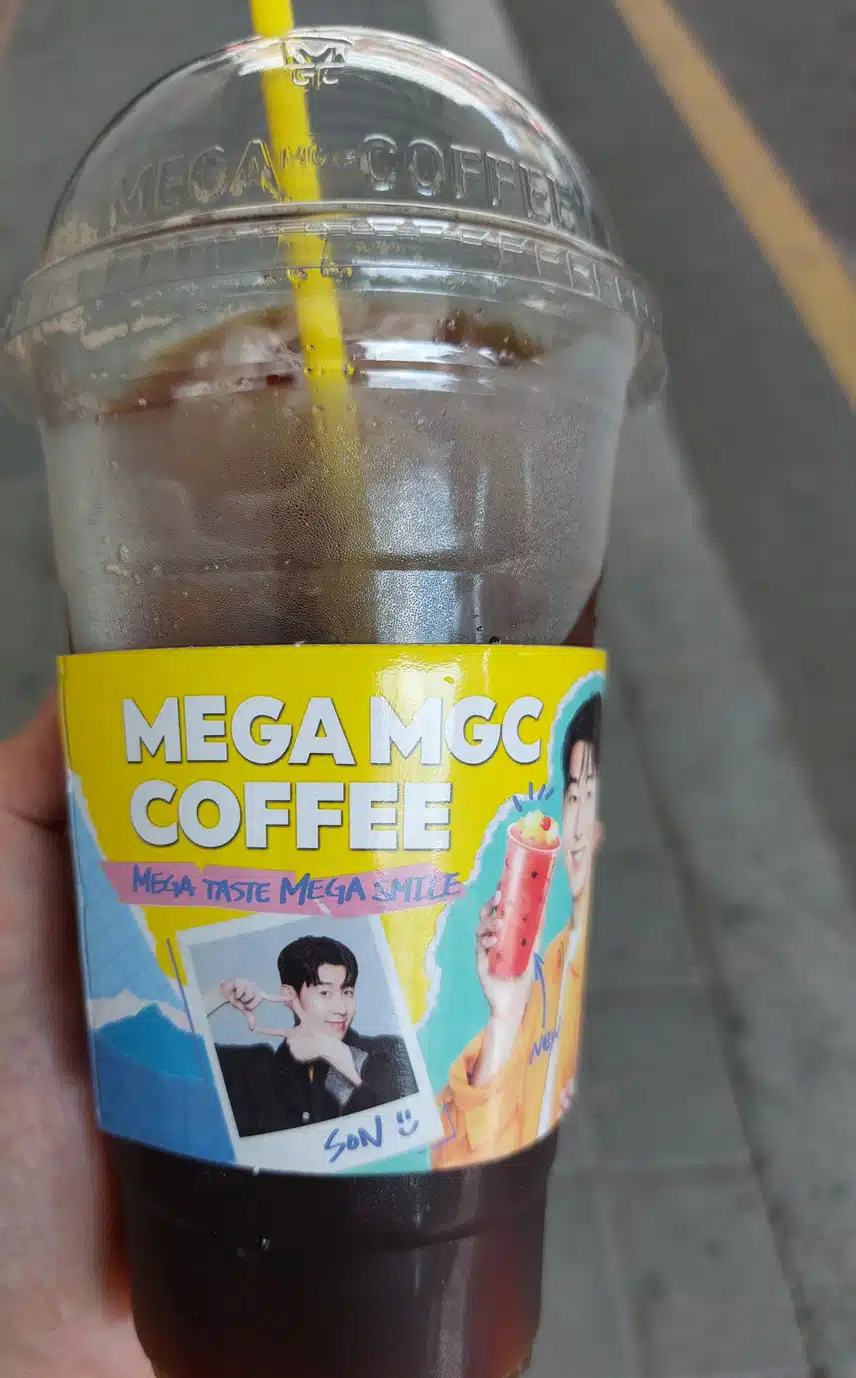 MGC
MEGA MGC COFFEE
MEGA MGC
COFFEE
MEGA TASTE MEGA SMILE
NEW
SON